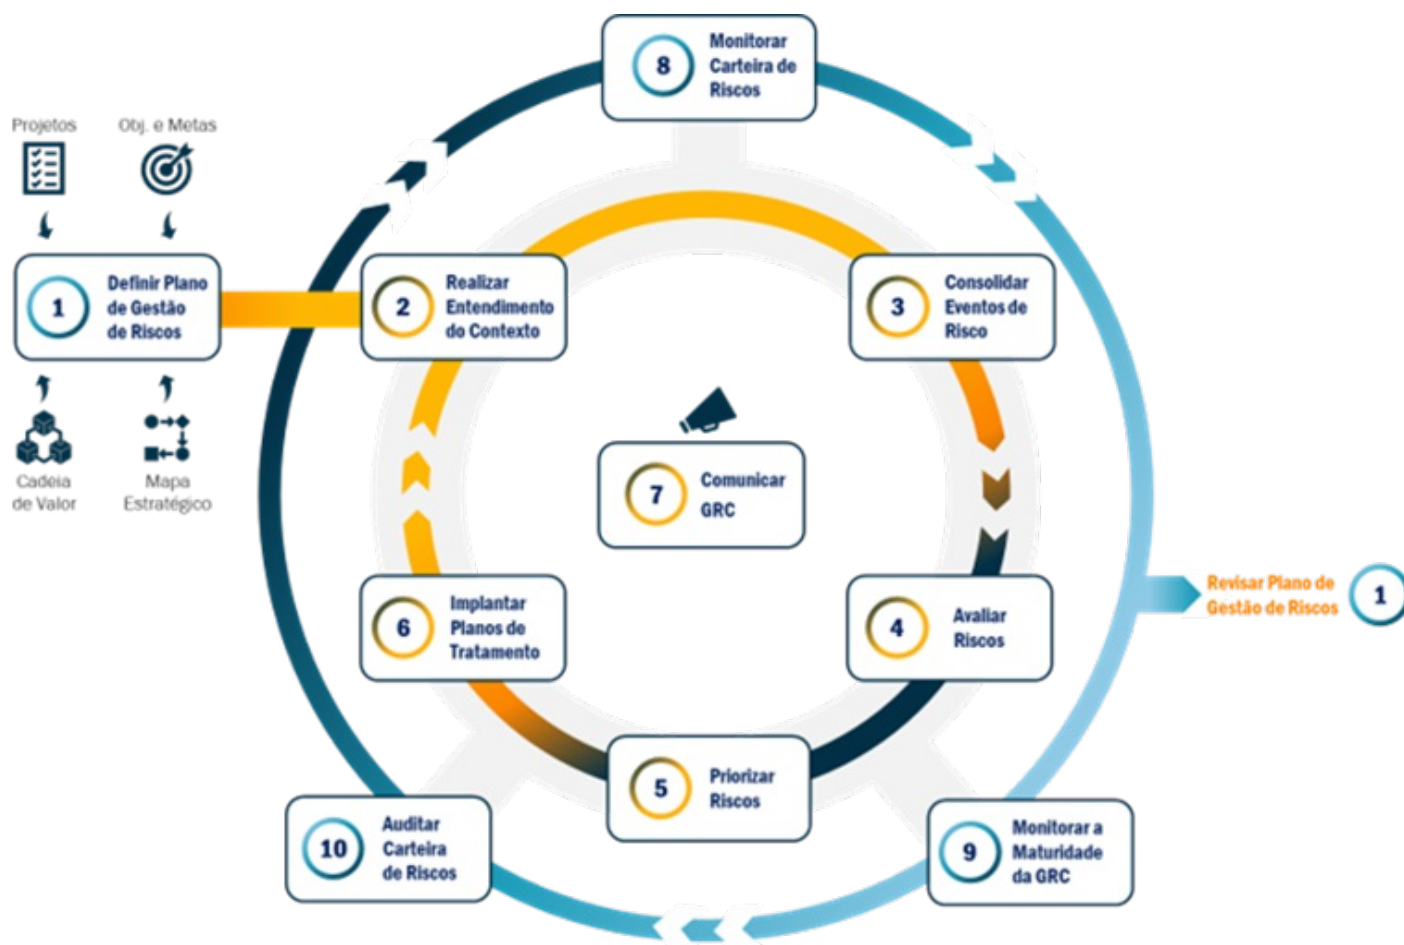 8
Monitorar
Carteira de
Riscos
Projetos
Obj. e Metas
1
Definir Plano
de Gestão
de Riscos
2
Realizar
Entendimento
do Contexto
3
Consolidar
Eventos de
Risco
Cadeia
de Valor
Mapa
Estratégico
7
Comunicar
GRC
Revisar Plano de
Gestão de Riscos
1
6
Implantar
Planos de
Tratamento
4
Avaliar
Riscos
5
Priorizar
Riscos
10
Auditar
Carteira
de Riscos
9
Monitorar a
Maturidade
da GRC